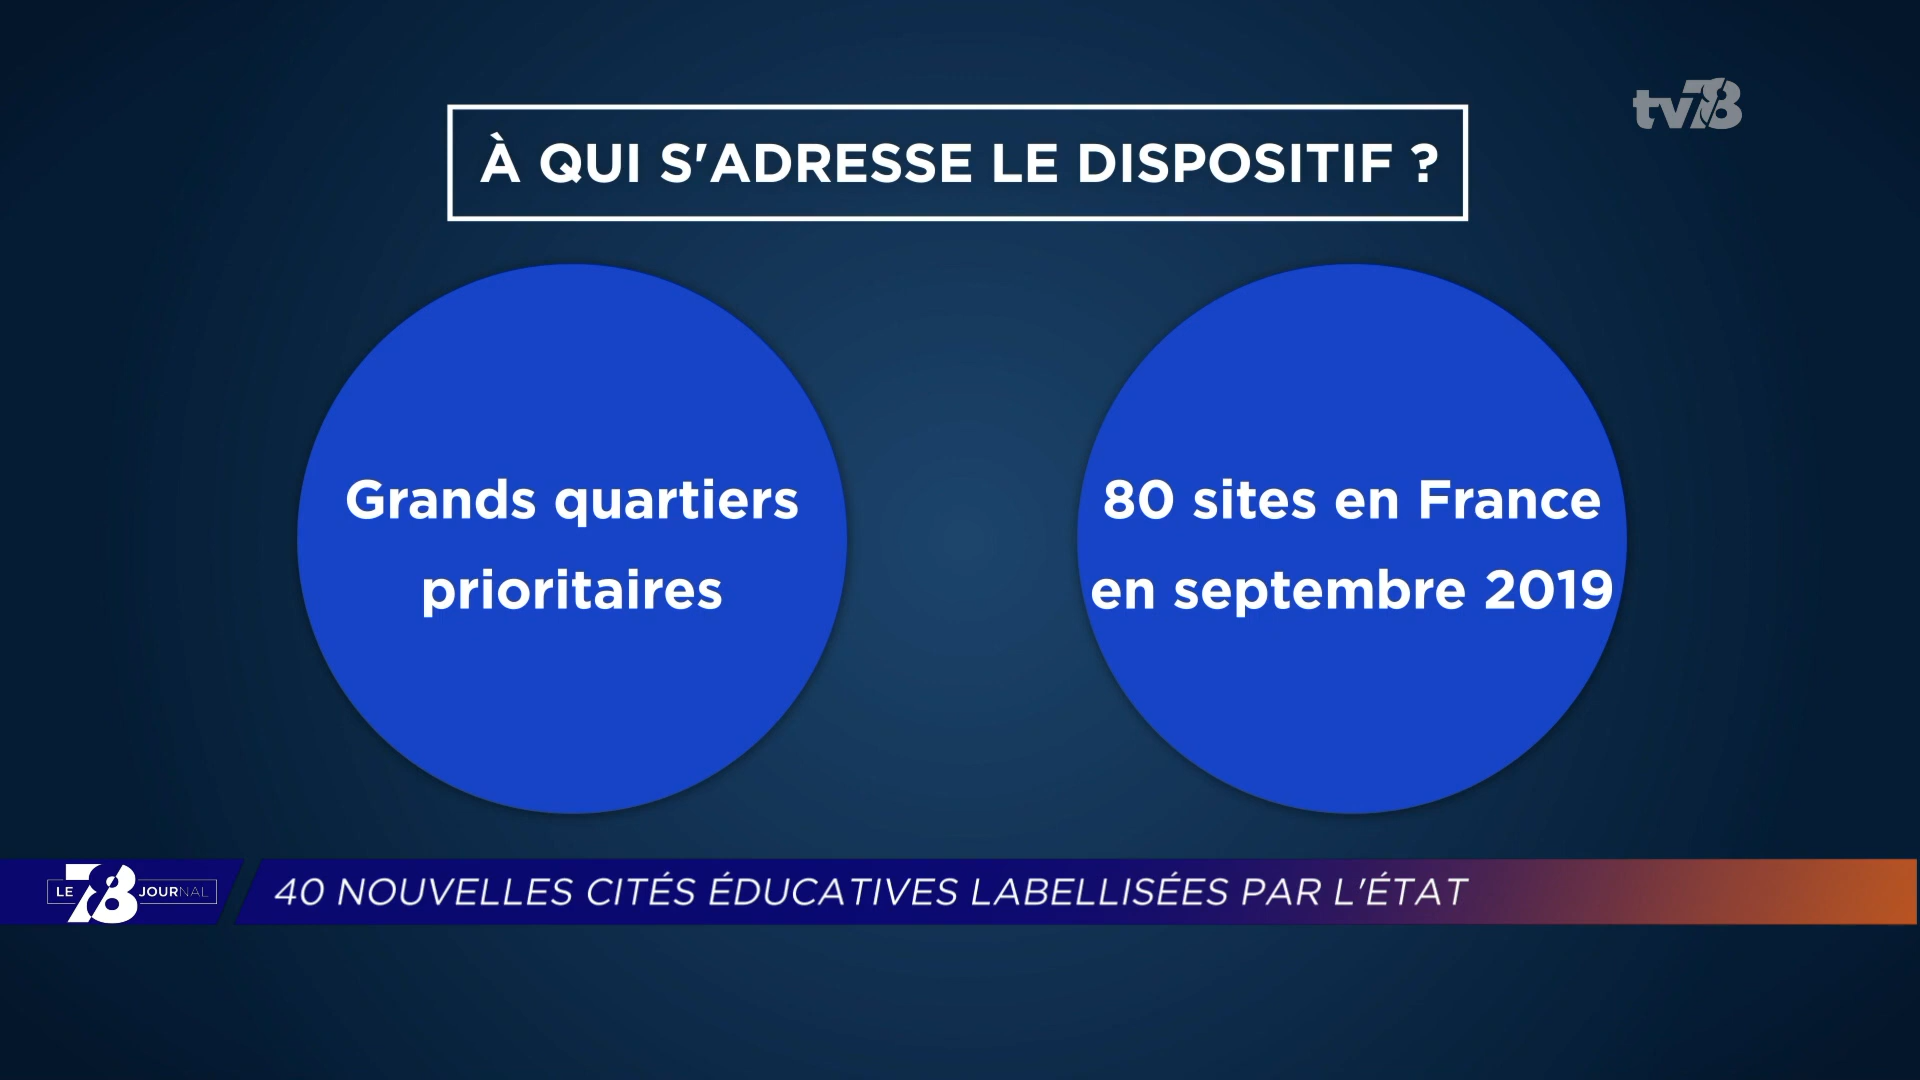 tv78
À QUI S'ADRESSE LE DISPOSITIF ?
Grands quartiers
prioritaires
80 sites en France
en septembre 2019
LE 78 JOURNAL
40 NOUVELLES CITÉS ÉDUCATIVES LABELLISÉES PAR L'ÉTAT